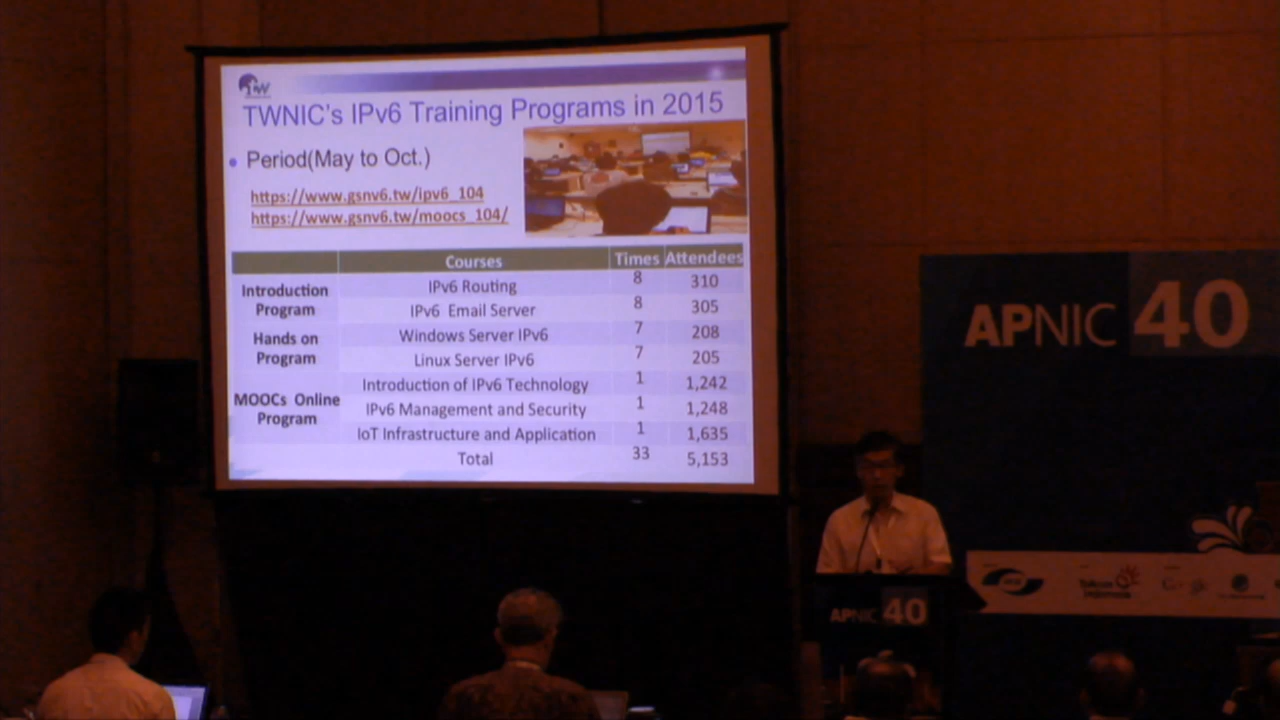 TW
TWNIC's IPv6 Training Programs in 2015
Period(May to Oct.)
https://www.gsnv6.tw/ipv6_104
https://www.gsnv6.tw/moocs_104/
Courses Times Attendees
Introduction Program
IPv6 Routing 8 310
IPv6 Email Server 8 305
Hands on Program
Windows Server IPv6 7 208
Linux Server IPv6 7 205
MOOCs Online Program
Introduction of IPv6 Technology 1 1,242
IPv6 Management and Security 1 1,248
IoT Infrastructure and Application 1 1,635
Total 33 5,153
APNIC 40
Telkom Indonesia
APNIC 40